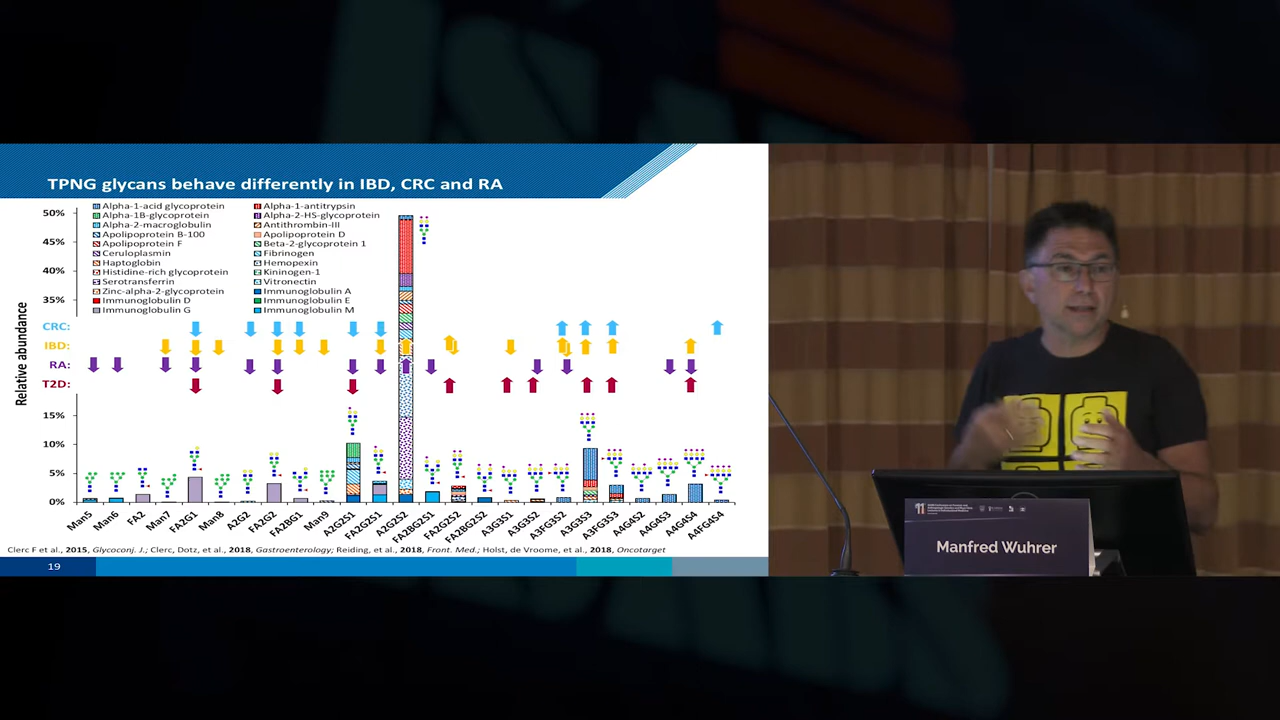 TPNG glycans behave differently in IBD, CRC and RA
Alpha-1-acid glycoprotein Alpha-1-antitrypsin
Alpha-1B-glycoprotein Alpha-2-HS-glycoprotein
Alpha-2-macroglobulin Antithrombin-III
Apolipoprotein B-100 Apolipoprotein D
Apolipoprotein F Beta-2-glycoprotein 1
Ceruloplasmin Fibrinogen
Haptoglobin Hemopexin
Histidine-rich glycoprotein Kininogen-1
Serotransferrin Vitronectin
Zinc-alpha-2-glycoprotein Immunoglobulin A
Immunoglobulin D Immunoglobulin E
Immunoglobulin G Immunoglobulin M
Relative abundance
50%
45%
40%
35%
CRC:
IBD:
RA:
T2D:
15%
10%
5%
0%
Man5 Man6 FA2 Man7 FA2G1 Man8 A2G2 FA2G2 FA2BG1 Man9 A2G2S1 FA2G2S1 A2G2S2 FA2BG2S1 FA2G2S2 FA2BG2S2 A3G3S1 A3G3S2 A3FG3S2 A3G3S3 A3FG3S3 A4G4S2 A4G4S3 A4G4S4 A4FG4S4
Clerc F et al., 2015, Glycoconj. J.; Clerc, Dotz, et al., 2018, Gastroenterology; Reiding, et al., 2018, Front. Med.; Holst, de Vroome, et al., 2018, Oncotarget
19
11
Manfred Wuhrer